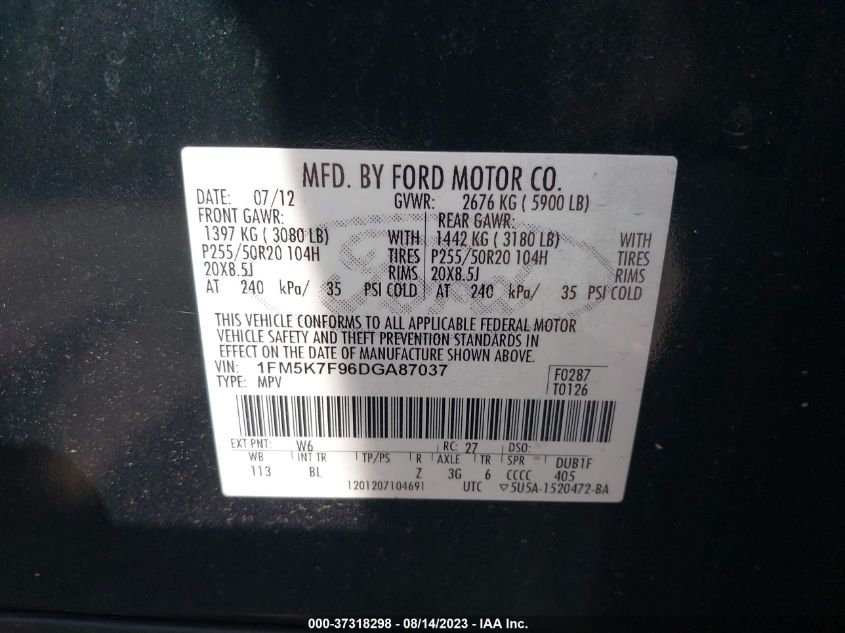 MFD. BY FORD MOTOR CO.
DATE: 07/12 GVWR: 2676 KG ( 5900 LB)
FRONT GAWR: REAR GAWR:
1397 KG ( 3080 LB) WITH 1442 KG ( 3180 LB) WITH
P255/50R20 104H TIRES P255/50R20 104H TIRES
20X8.5J RIMS 20X8.5J RIMS
AT 240 kPa/ 35 PSI COLD AT 240 kPa/ 35 PSI COLD
Ford
THIS VEHICLE CONFORMS TO ALL APPLICABLE FEDERAL MOTOR
VEHICLE SAFETY AND THEFT PREVENTION STANDARDS IN
EFFECT ON THE DATE OF MANUFACTURE SHOWN ABOVE.
VIN: 1FM5K7F96DGA87037 F0287
TYPE: MPV T0126
EXT PNT: W6 RC: 27 DSO:
WB INT TR TP/PS R AXLE TR SPR DUB1F
113 BL Z 3G 6 CCCC 405
1201207104691 UTC ▽5U5A-1520472-BA
000-37318298 - 08/14/2023 - IAA Inc.